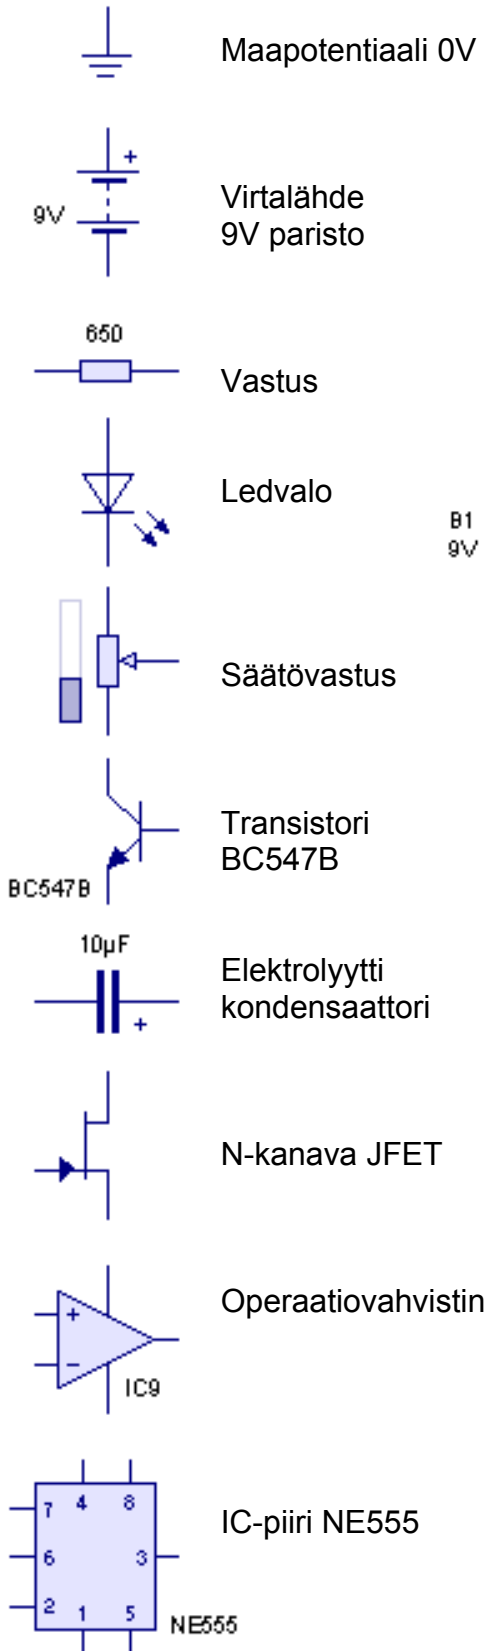 Maapotentiaali 0V
+
9V
Virtalähde
9V paristo
650
Vastus
Ledvalo
B1
9V
Säätövastus
Transistori
BC547B
BC547B
10µF
+
Elektrolyytti
kondensaattori
N-kanava JFET
Operaatiovahvistin
+
−
IC9
IC-piiri NE555
4 8
7
6 3
2
1 5
NE555